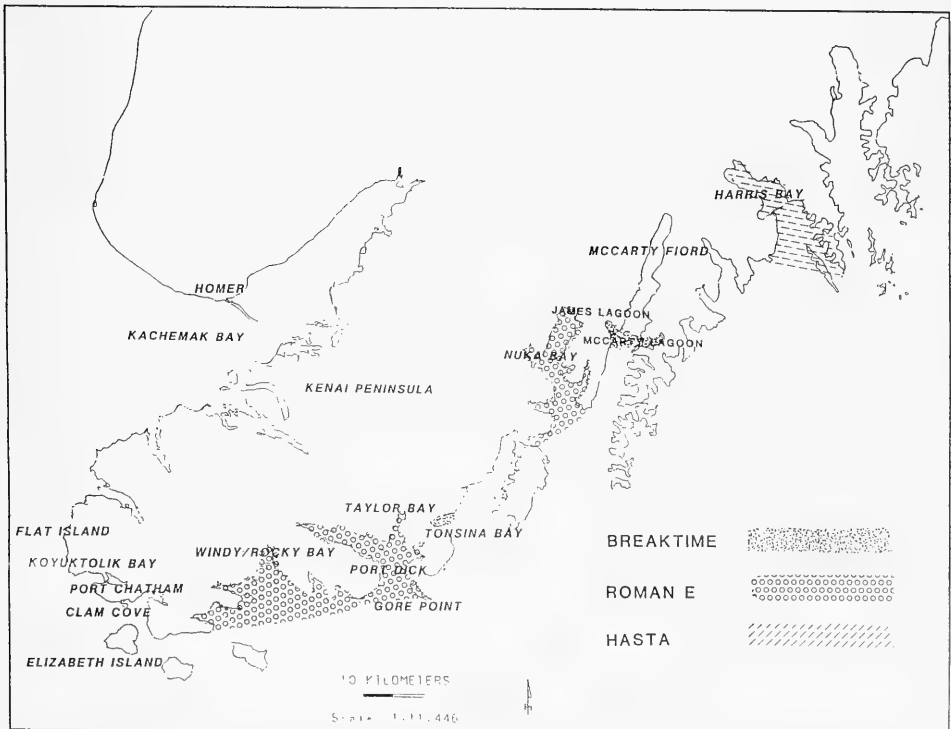 HARRIS BAY
MCCARTY FIORD
HOMER
JAMES LAGOON
KACHEMAK BAY
MCCARTY LAGOON
NUKA BAY
KENAI PENINSULA
TAYLOR BAY
FLAT ISLAND
TONSINA BAY
BREAKTIME
WINDY/ROCKY BAY
KOYUKTOLIK BAY
PORT DICK
PORT CHATHAM
ROMAN E
GORE POINT
CLAM COVE
HASTA
ELIZABETH ISLAND
10 KILOMETERS
Scale